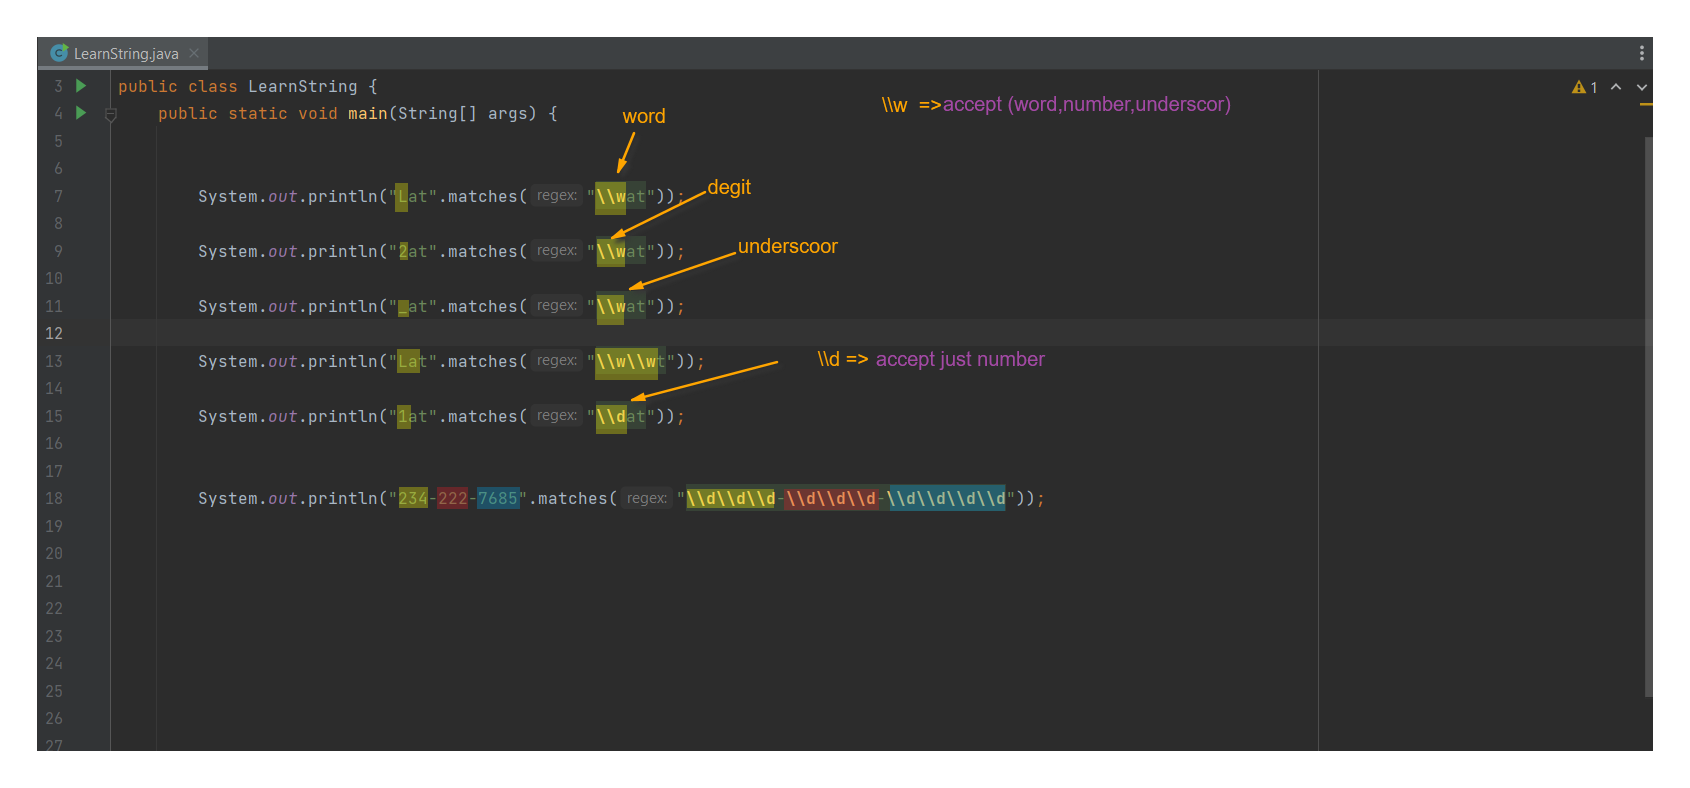 LearnString.java
1
3 public class LearnString {
4 public static void main(String[] args) {
\\w =>accept (word,number,underscor)
word
5
6
7 System.out.println("Lat".matches( regex: "\\wat"));
degit
8
9 System.out.println("2at".matches( regex: "\\wat"));
underscoor
10
11 System.out.println("_at".matches( regex: "\\wat"));
12
13 System.out.println("Lat".matches( regex: "\\w\\wt"));
\\d => accept just number
14
15 System.out.println("1at".matches( regex: "\\dat"));
16
17
18 System.out.println("234-222-7685".matches( regex: "\\d\\d\\d-\\d\\d\\d-\\d\\d\\d\\d"));
19
20
21
22
23
24
25
26
27